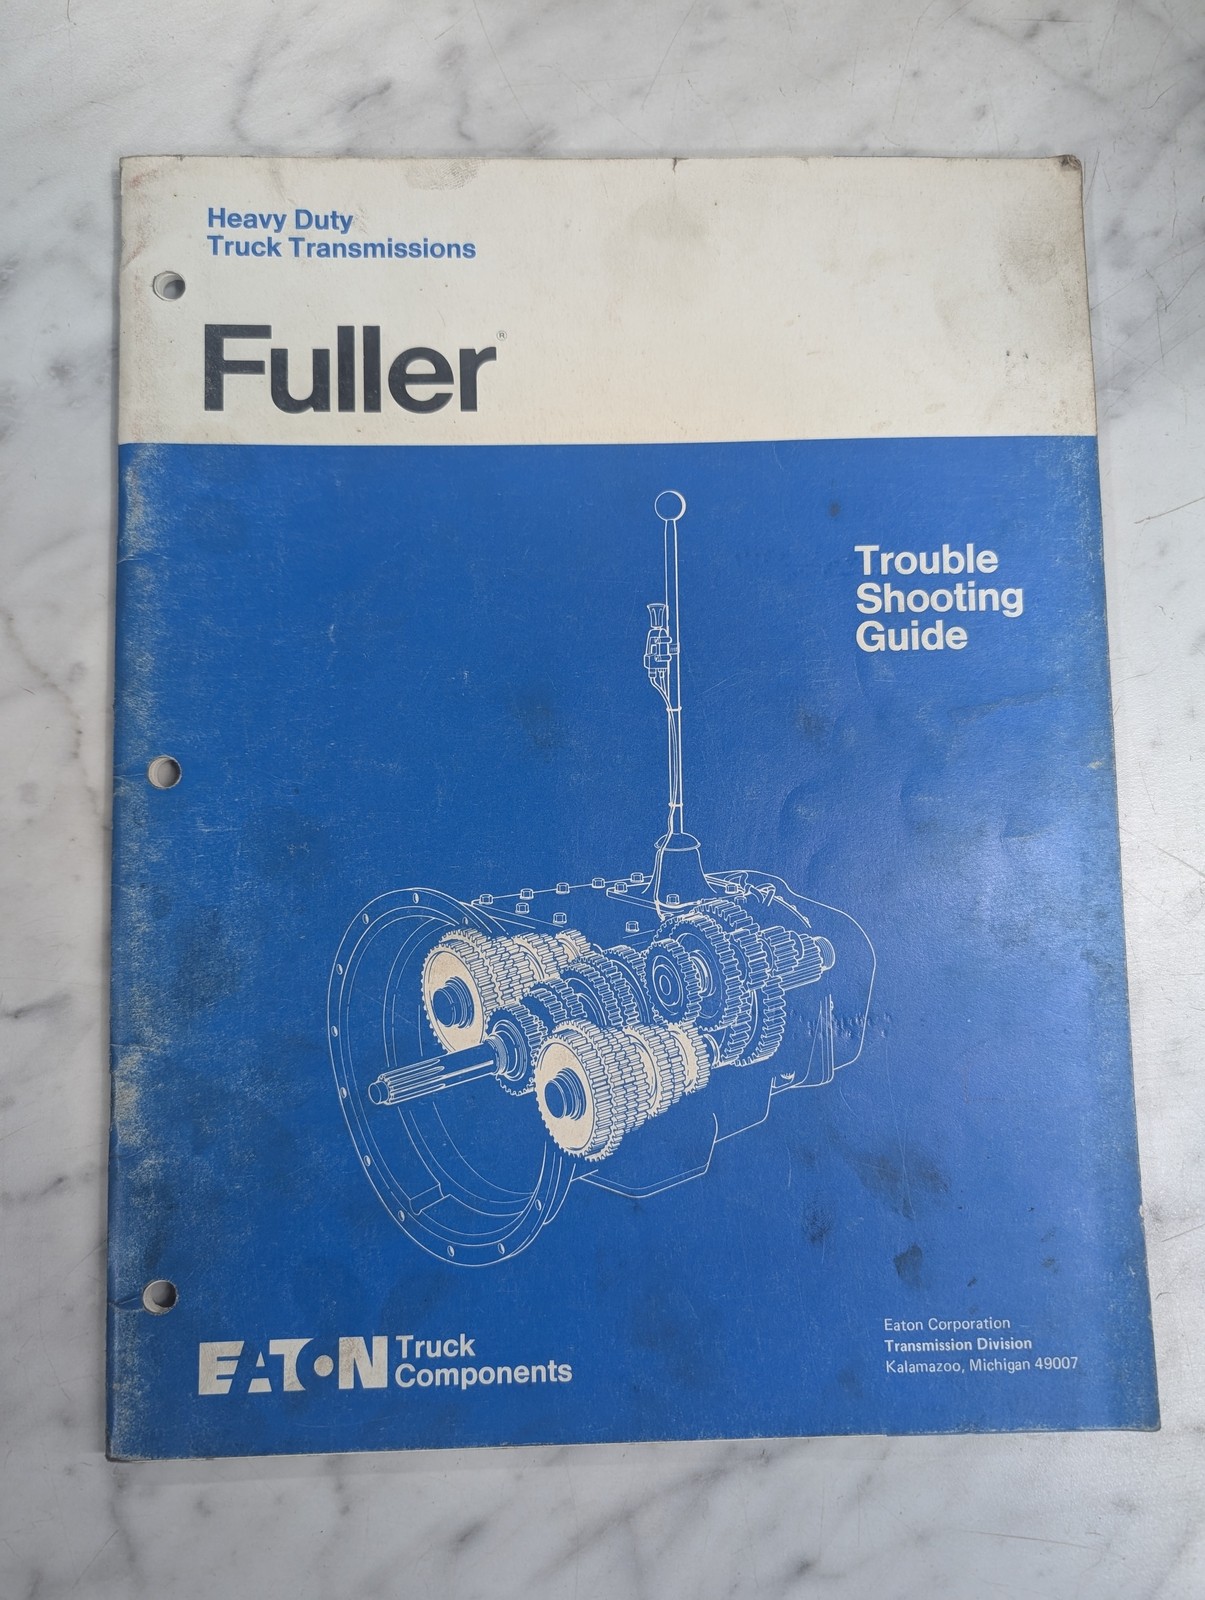 Heavy Duty
Truck Transmissions
Fuller®
Trouble
Shooting
Guide
EATON Truck
Components
Eaton Corporation
Transmission Division
Kalamazoo, Michigan 49007